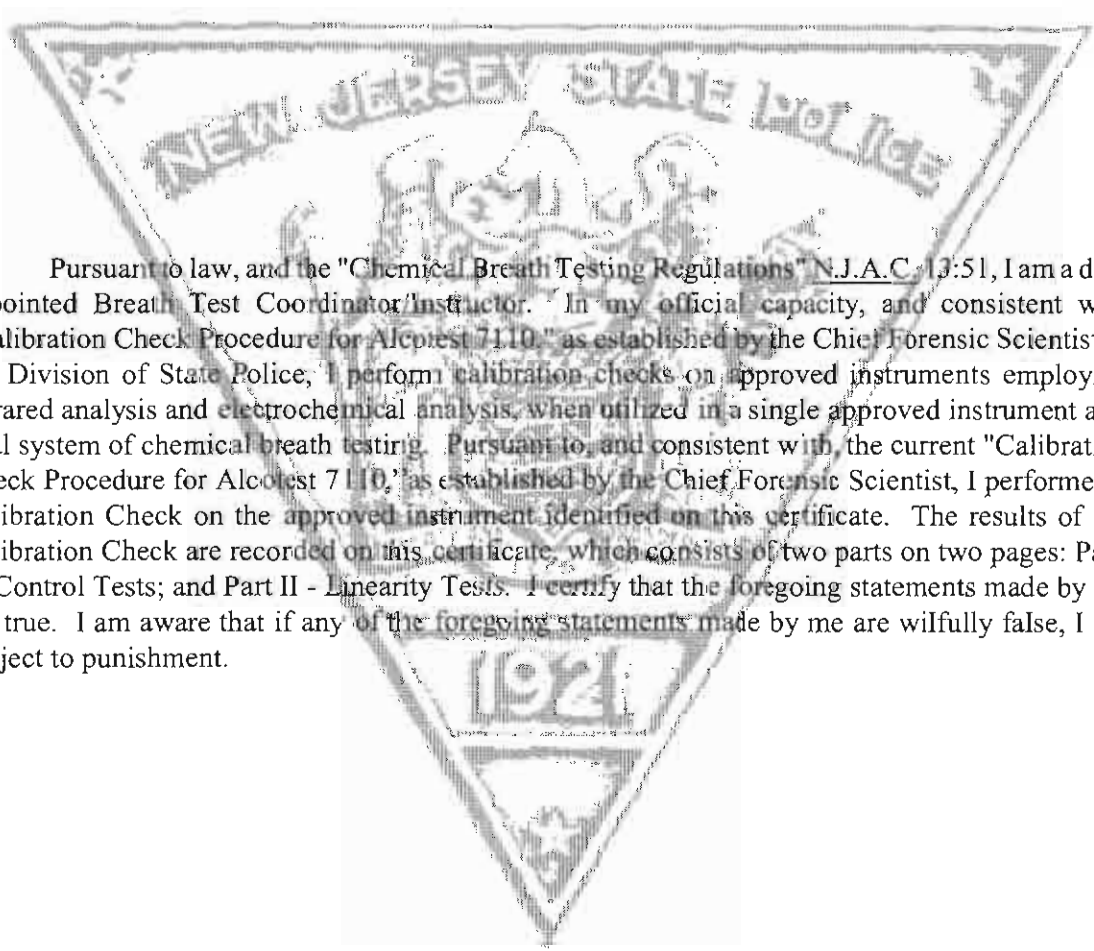 NEW JERSEY STATE POLICE
Pursuant to law, and the "Chemical Breath Testing Regulations" N.J.A.C. 13:51, I am a d
pointed Breath Test Coordinator/Instructor. In my official capacity, and consistent w
alibration Check Procedure for Alcotest 7110," as established by the Chief Forensic Scientist
Division of State Police, I perform calibration checks on approved instruments employ
rared analysis and electrochemical analysis, when utilized in a single approved instrument a
al system of chemical breath testing. Pursuant to, and consistent with, the current "Calibrat
eck Procedure for Alcotest 7110," as established by the Chief Forensic Scientist, I performe
libration Check on the approved instrument identified on this certificate. The results of
libration Check are recorded on this certificate, which consists of two parts on two pages: Pa
Control Tests; and Part II - Linearity Tests. I certify that the foregoing statements made by
true. I am aware that if any of the foregoing statements made by me are wilfully false, I
ject to punishment.
1921